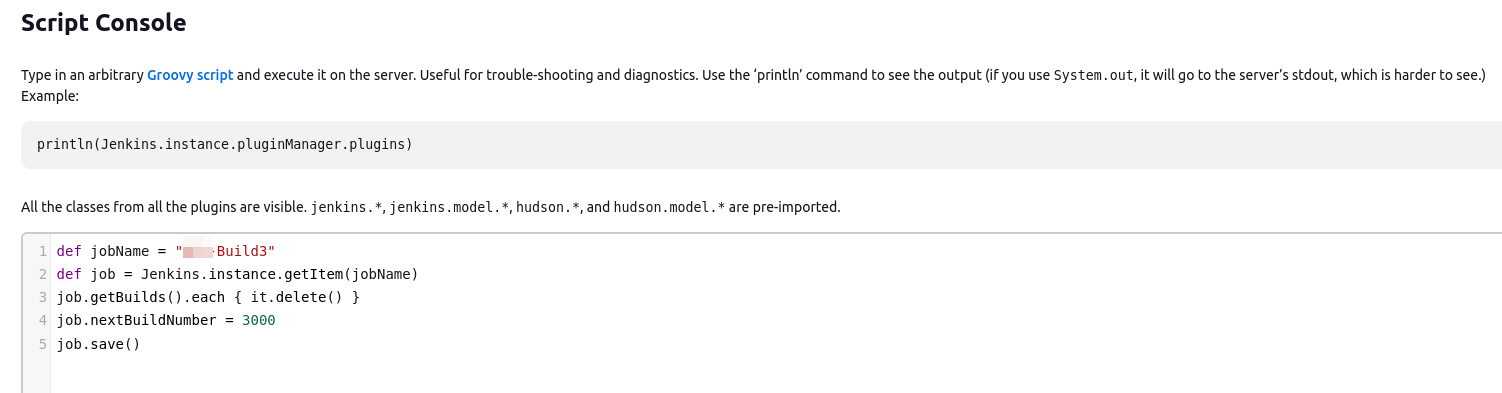 Script Console
Type in an arbitrary Groovy script and execute it on the server. Useful for trouble-shooting and diagnostics. Use the ‘println’ command to see the output (if you use System.out, it will go to the server’s stdout, which is harder to see.)
Example:
println(Jenkins.instance.pluginManager.plugins)
All the classes from all the plugins are visible. jenkins.*, jenkins.model.*, hudson.*, and hudson.model.* are pre-imported.
1 def jobName = "-Build3"
2 def job = Jenkins.instance.getItem(jobName)
3 job.getBuilds().each { it.delete() }
4 job.nextBuildNumber = 3000
5 job.save()